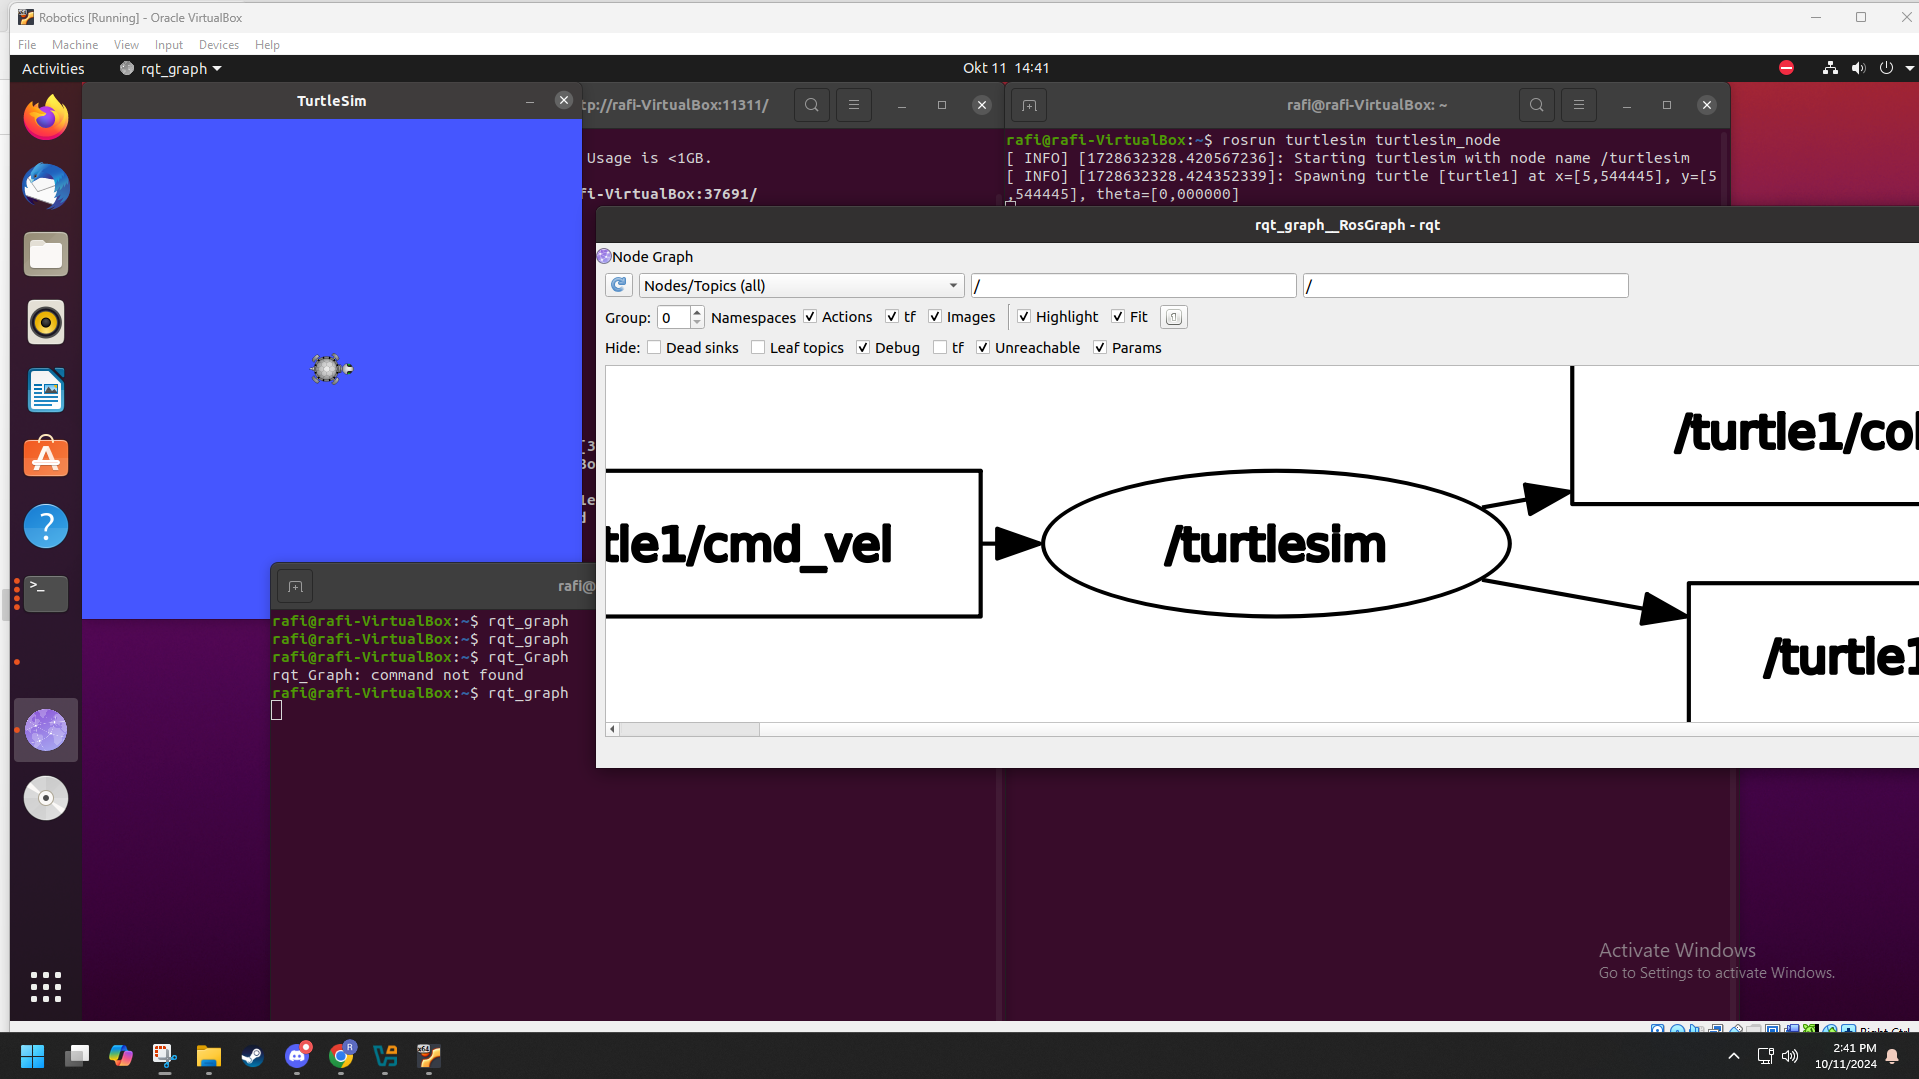 Robotics [Running] - Oracle VirtualBox
File Machine View Input Devices Help
Activities rqt_graph Okt 11 14:41
TurtleSim
tp://rafi-VirtualBox:11311/
Usage is <1GB.
fi-VirtualBox:37691/
rafi@rafi-VirtualBox: ~
rafi@rafi-VirtualBox:~$ rosrun turtlesim turtlesim_node
[ INFO] [1728632328.420567236]: Starting turtlesim with node name /turtlesim
[ INFO] [1728632328.424352339]: Spawning turtle [turtle1] at x=[5,544445], y=[5
,544445], theta=[0,000000]
rqt_graph__RosGraph - rqt
Node Graph
Nodes/Topics (all) / /
Group: 0 Namespaces Actions tf Images Highlight Fit
Hide: Dead sinks Leaf topics Debug tf Unreachable Params
/turtle1/col
tle1/cmd_vel
/turtlesim
/turtle1
[3
Bo
le
d
rafi@
rafi@rafi-VirtualBox:~$ rqt_graph
rafi@rafi-VirtualBox:~$ rqt_graph
rafi@rafi-VirtualBox:~$ rqt_Graph
rqt_Graph: command not found
rafi@rafi-VirtualBox:~$ rqt_graph
Activate Windows
Go to Settings to activate Windows.
Right Ctrl
2:41 PM
10/11/2024